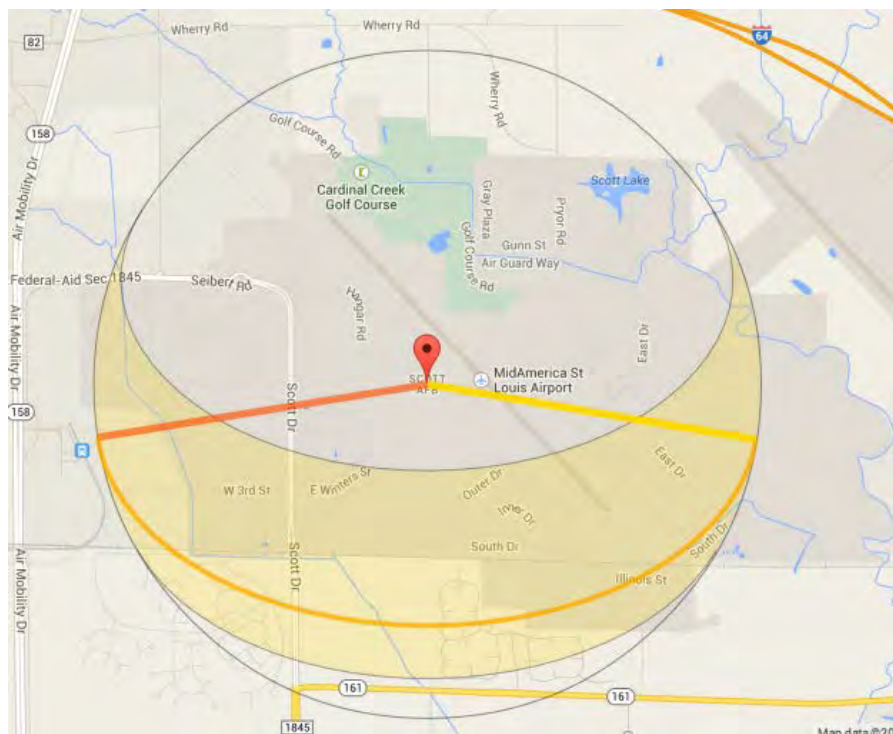 Wherry Rd
Wherry Rd
82
64
158
Wherry Rd
Golf Course Rd
Air Mobility Dr
Cardinal Creek
Golf Course
Scott Lake
Gray Plaza
Pryor Rd
Golf Course Rd
Gunn St
Air Guard Way
Federal-Aid Sec 1845
Seibert Rd
Hangar Rd
East Dr
Air Mobility Dr
SCOTT
AFB
MidAmerica St
Louis Airport
158
Scott Dr
East Dr
W 3rd St
E Winters St
Outer Dr
Inner Dr
South Dr
South Dr
Scott Dr
Illinois St
Air Mobility Dr
161
161
1845
Map data ©20